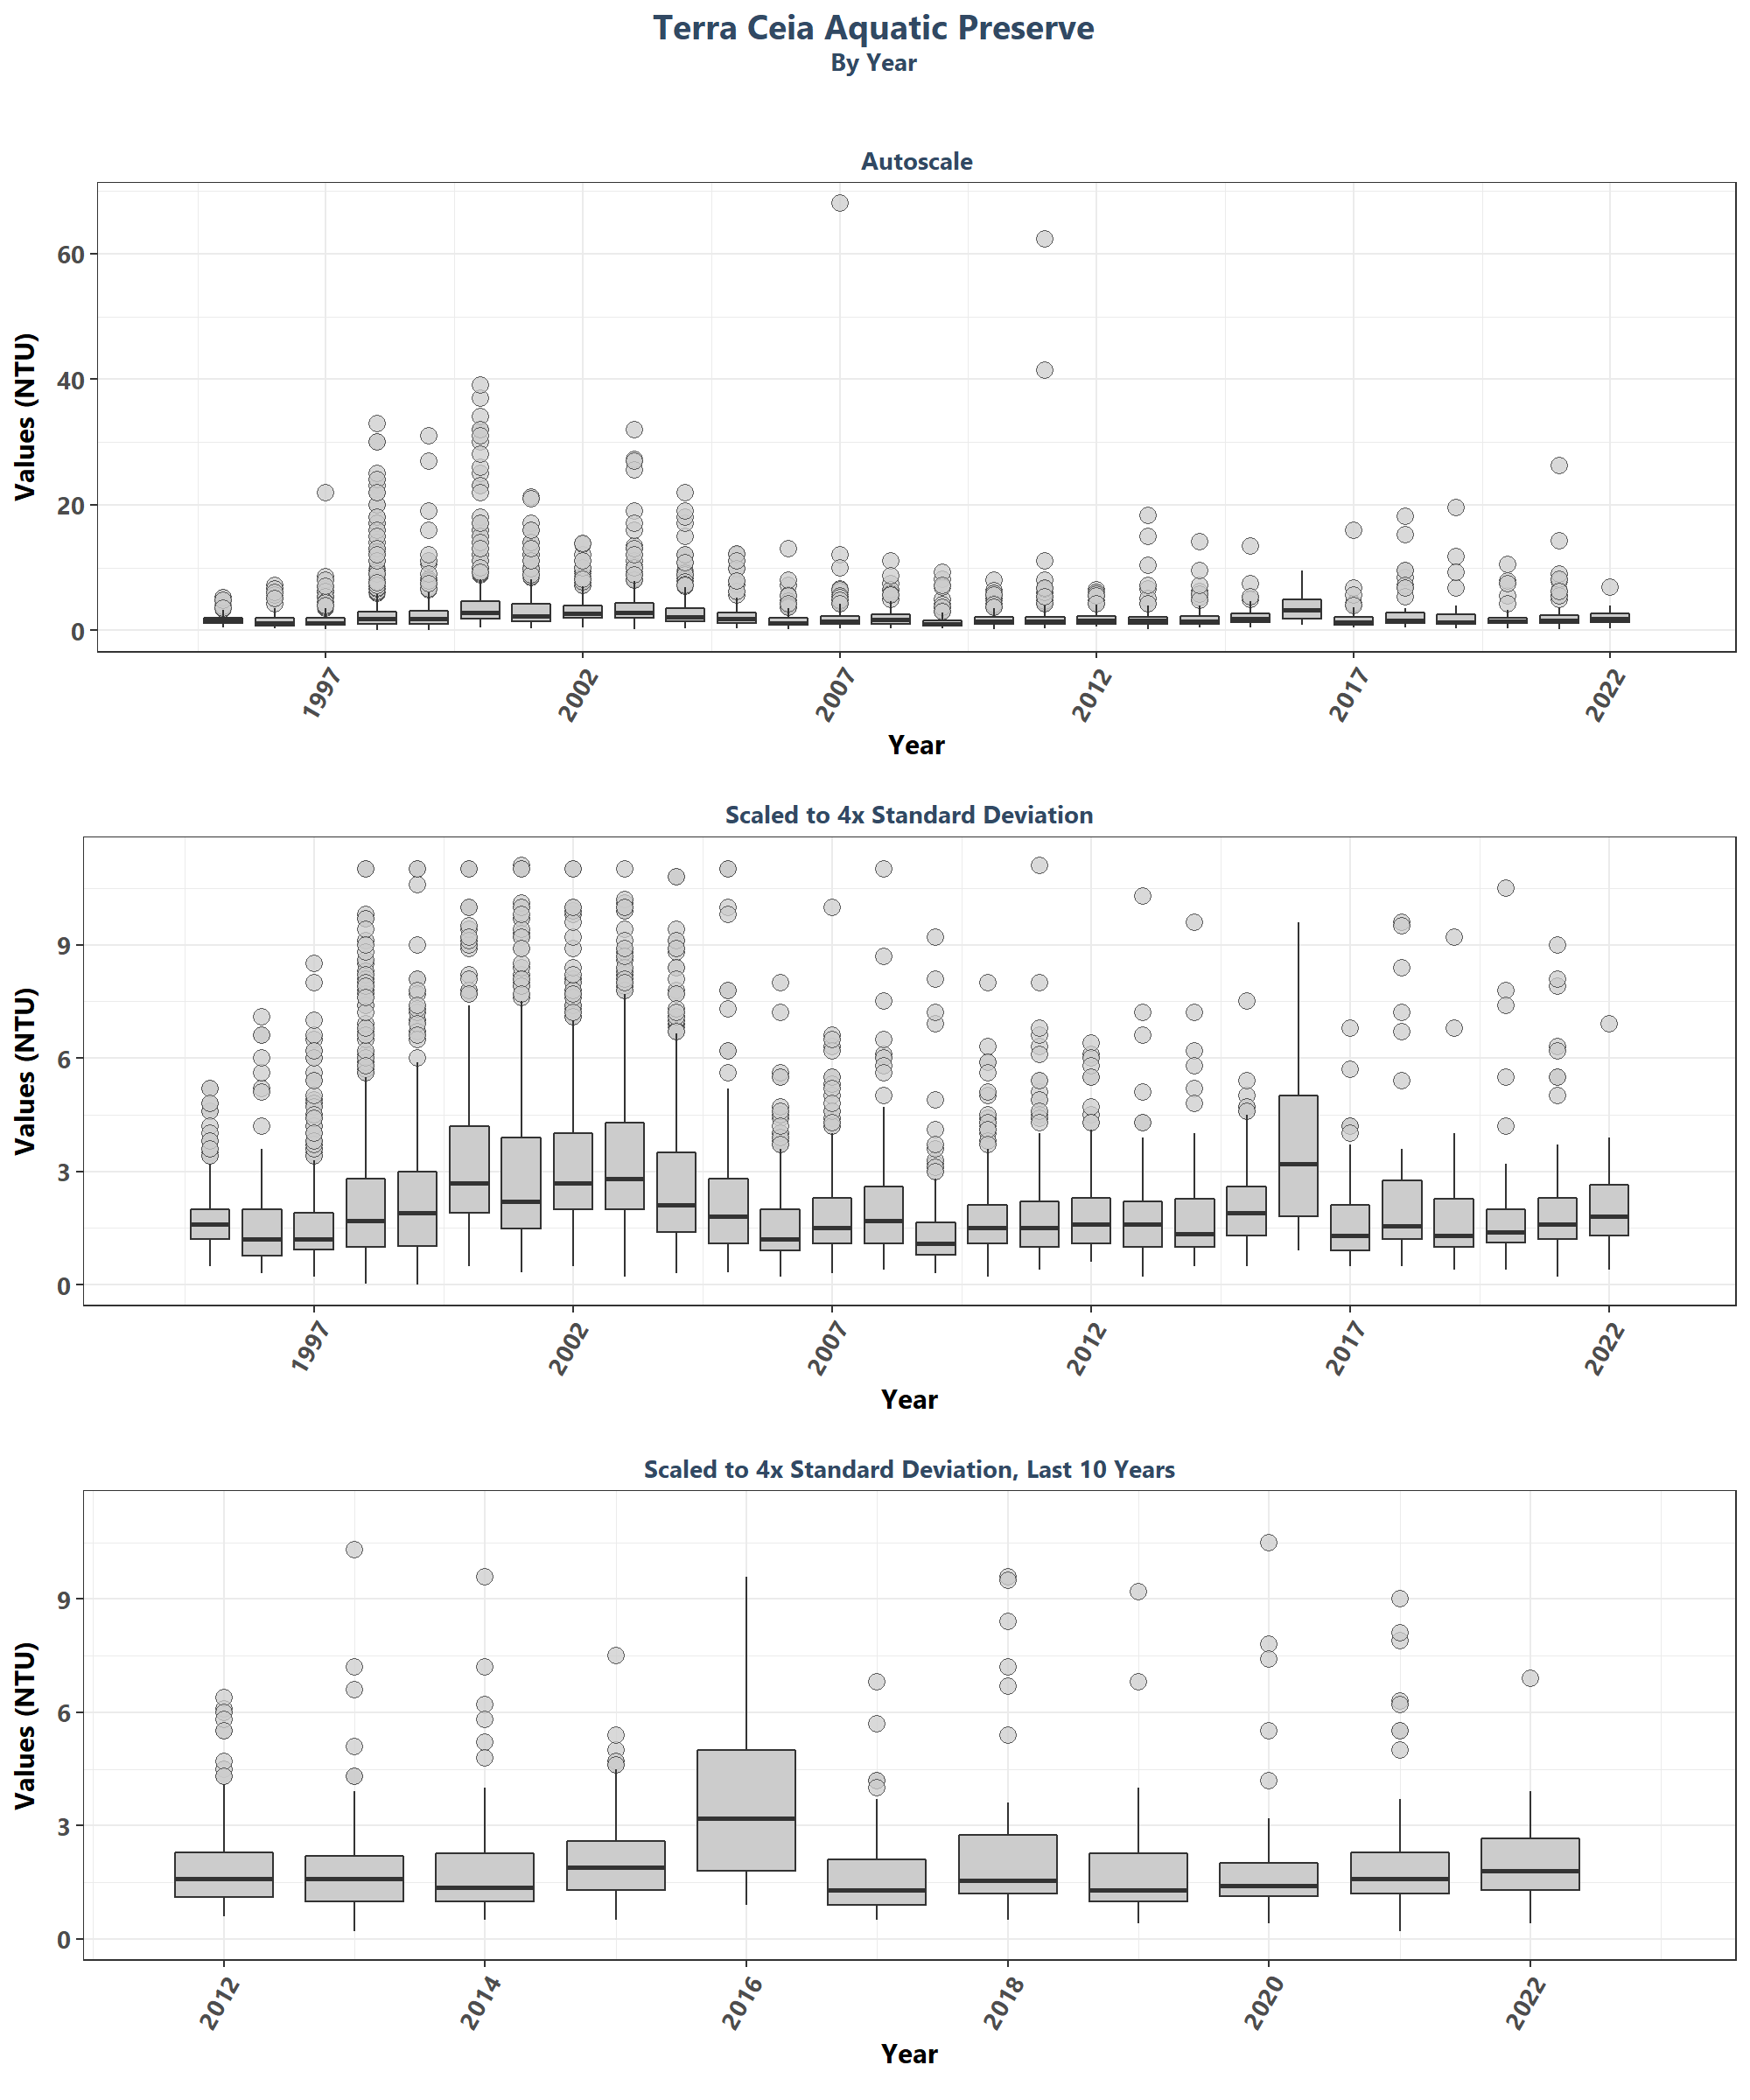 Terra Ceia Aquatic Preserve
By Year
Autoscale
Values (NTU)
60
40
20
0
1997
2002
2007
2012
2017
2022
Year
Scaled to 4x Standard Deviation
Values (NTU)
9
6
3
0
1997
2002
2007
2012
2017
2022
Year
Scaled to 4x Standard Deviation, Last 10 Years
Values (NTU)
9
6
3
0
2012
2014
2016
2018
2020
2022
Year